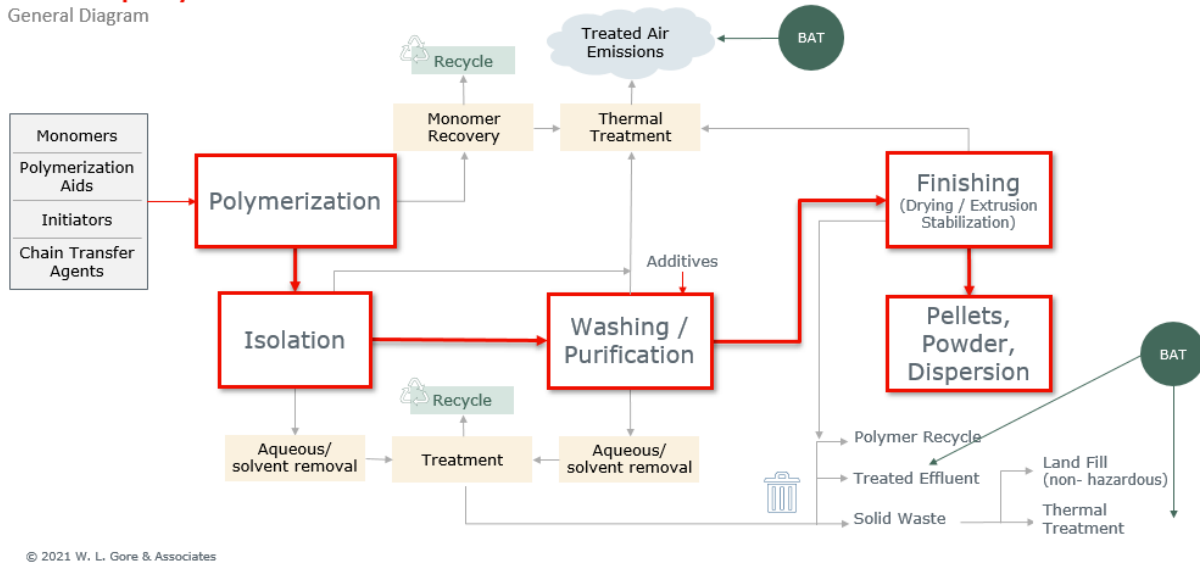 General Diagram
Treated Air
Emissions
BAT
Recycle
Monomer
Recovery
Thermal
Treatment
Monomers
Polymerization
Aids
Initiators
Chain Transfer
Agents
Polymerization
Finishing
(Drying / Extrusion
Stabilization)
Additives
Isolation
Washing /
Purification
Pellets,
Powder,
Dispersion
BAT
Recycle
Aqueous/
solvent removal
Treatment
Aqueous/
solvent removal
Polymer Recycle
Treated Effluent
Solid Waste
Land Fill
(non- hazardous)
Thermal
Treatment
© 2021 W. L. Gore & Associates